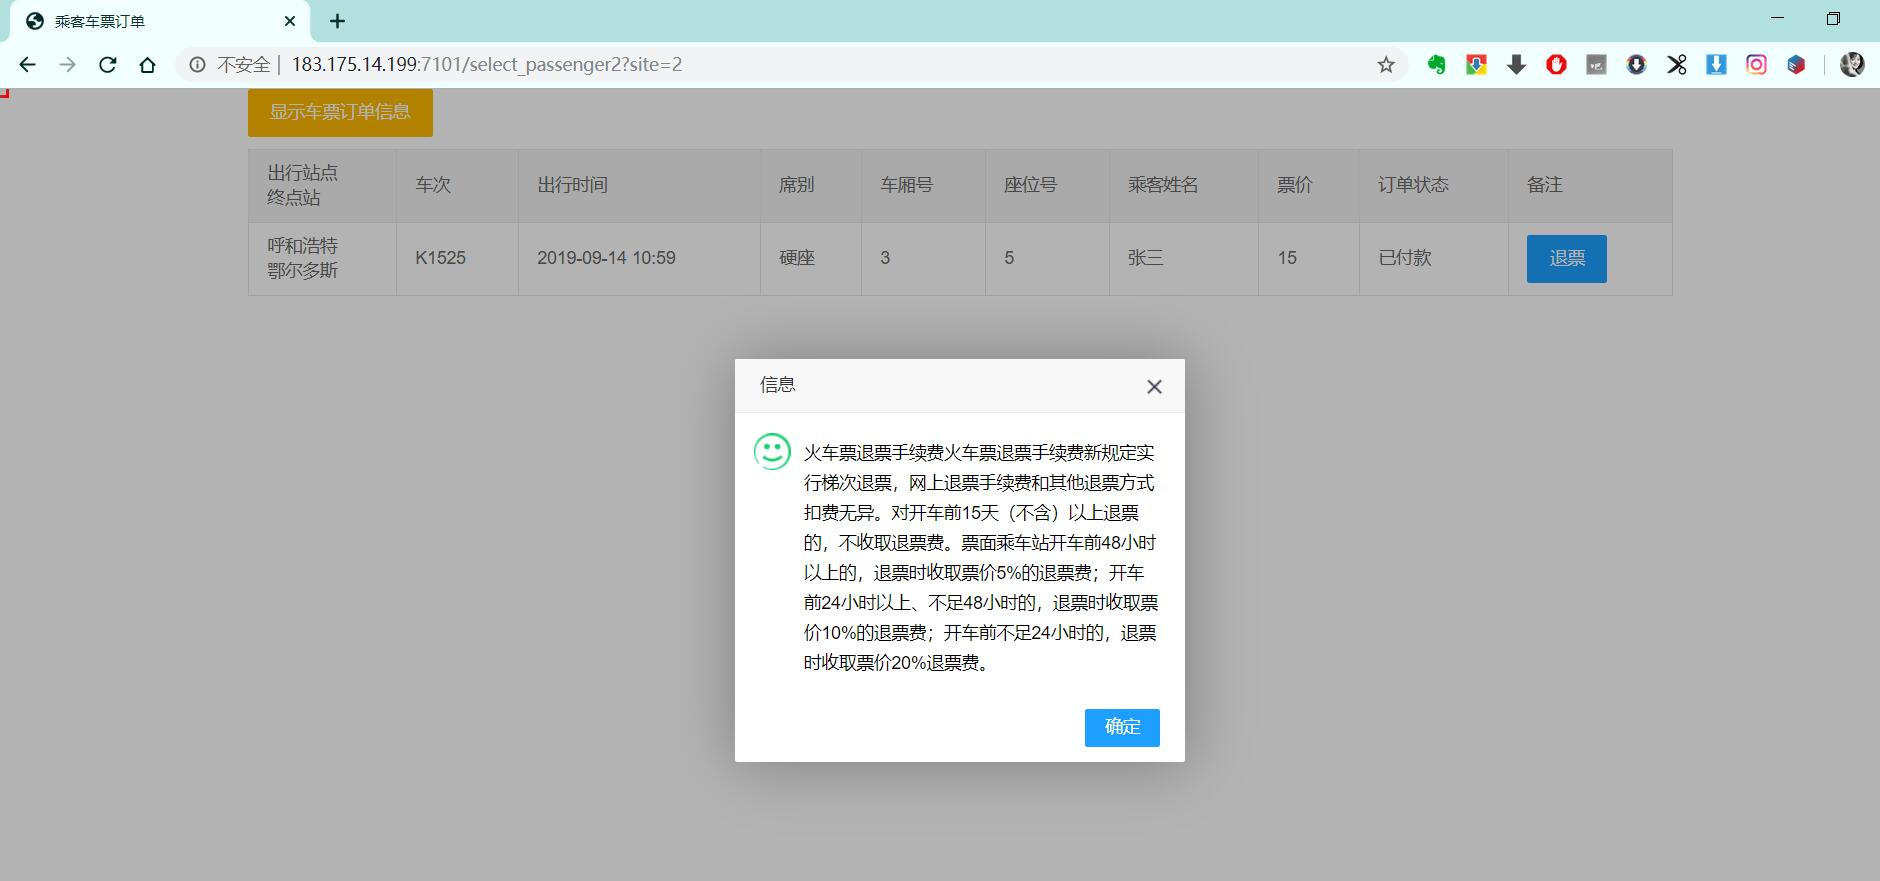 乘客车票订单
不安全 | 183.175.14.199:7101/select_passenger2?site=2
显示车票订单信息
出行站点
终点站
车次
出行时间
席别
车厢号
座位号
乘客姓名
票价
订单状态
备注
呼和浩特
鄂尔多斯
K1525
2019-09-14 10:59
硬座
3
5
张三
15
已付款
退票
信息
火车票退票手续费火车票退票手续费新规定实
行梯次退票，网上退票手续费和其他退票方式
扣费无异。对开车前15天（不含）以上退票
的，不收取退票费。票面乘车站开车前48小时
以上的，退票时收取票价5%的退票费；开车
前24小时以上、不足48小时的，退票时收取票
价10%的退票费；开车前不足24小时的，退票
时收取票价20%退票费。
确定